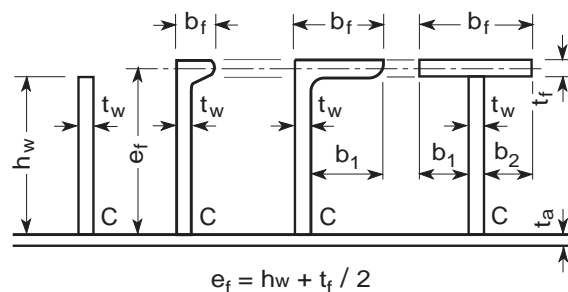 b_f b_f b_f
t_w t_w t_w t_w t_f
h_w e_f b_1 b_1 b_2
C C C C t_a
e_f = h_w + t_f / 2